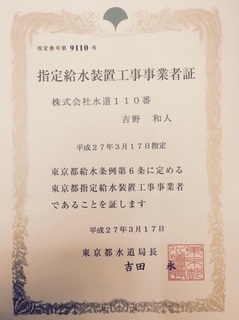 指定番号第 9110 号
指定給水装置工事事業者証
株式会社水道110番
吉野 和人
平成27年3月17日指定
東京都給水条例第6条に定める
東京都指定給水装置工事事業者
であることを証します
平成27年3月17日
東京都水道局長
吉田 永